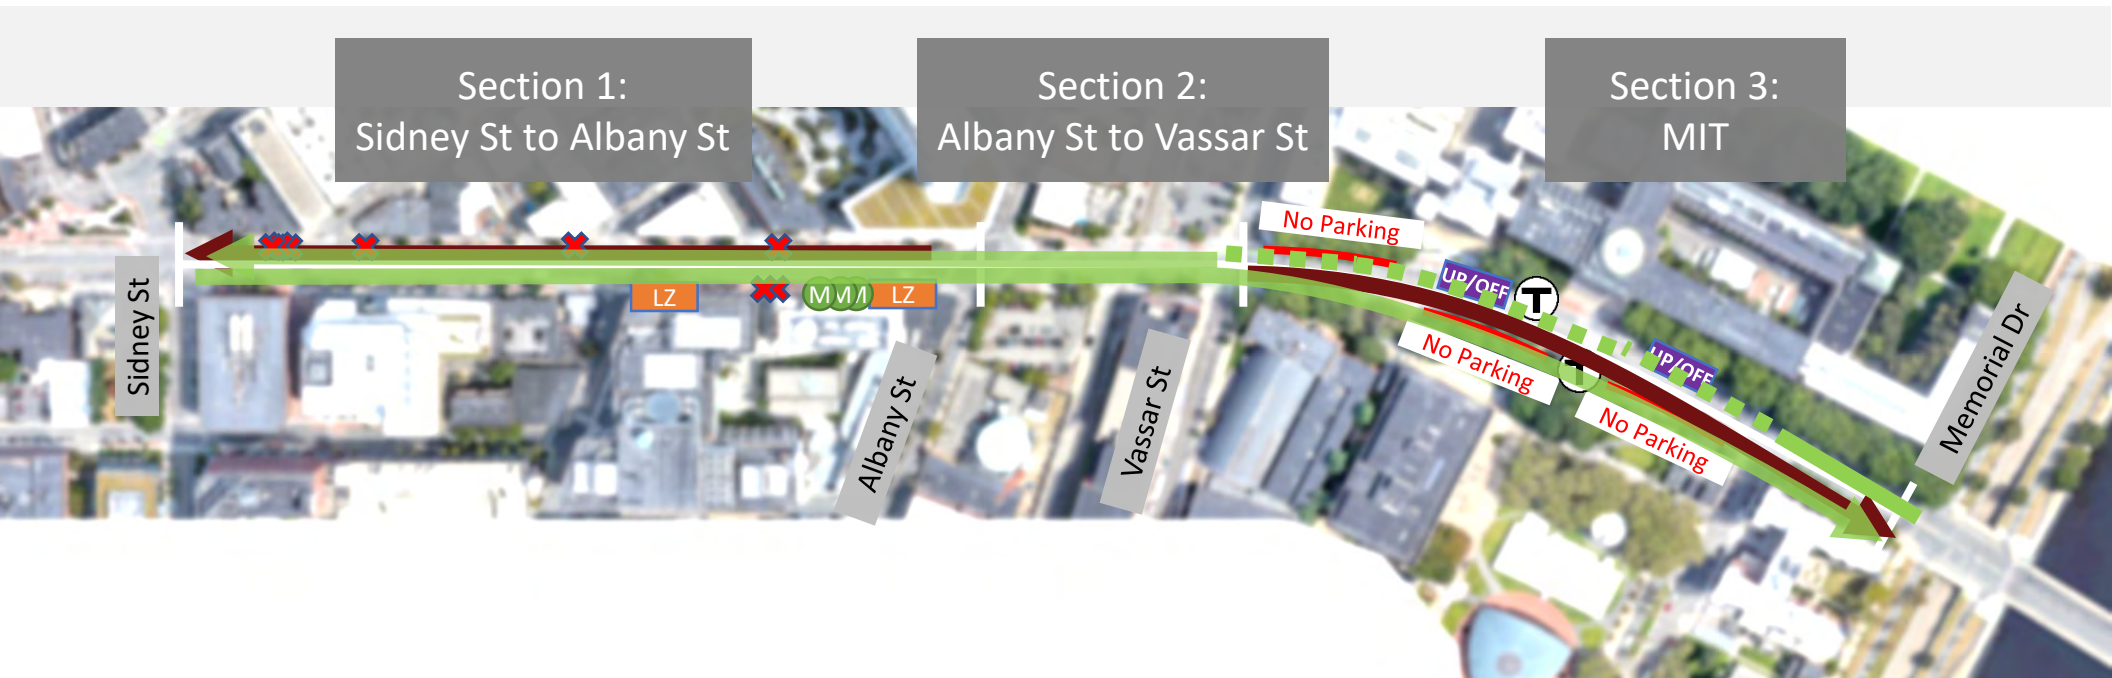 Section 1:
Sidney St to Albany St
Section 2:
Albany St to Vassar St
Section 3:
MIT
No Parking
UP/OFF
T
Sidney St
LZ
M
M
M
LZ
No Parking
T
UP/OFF
No Parking
Albany St
Vassar St
Memorial Dr